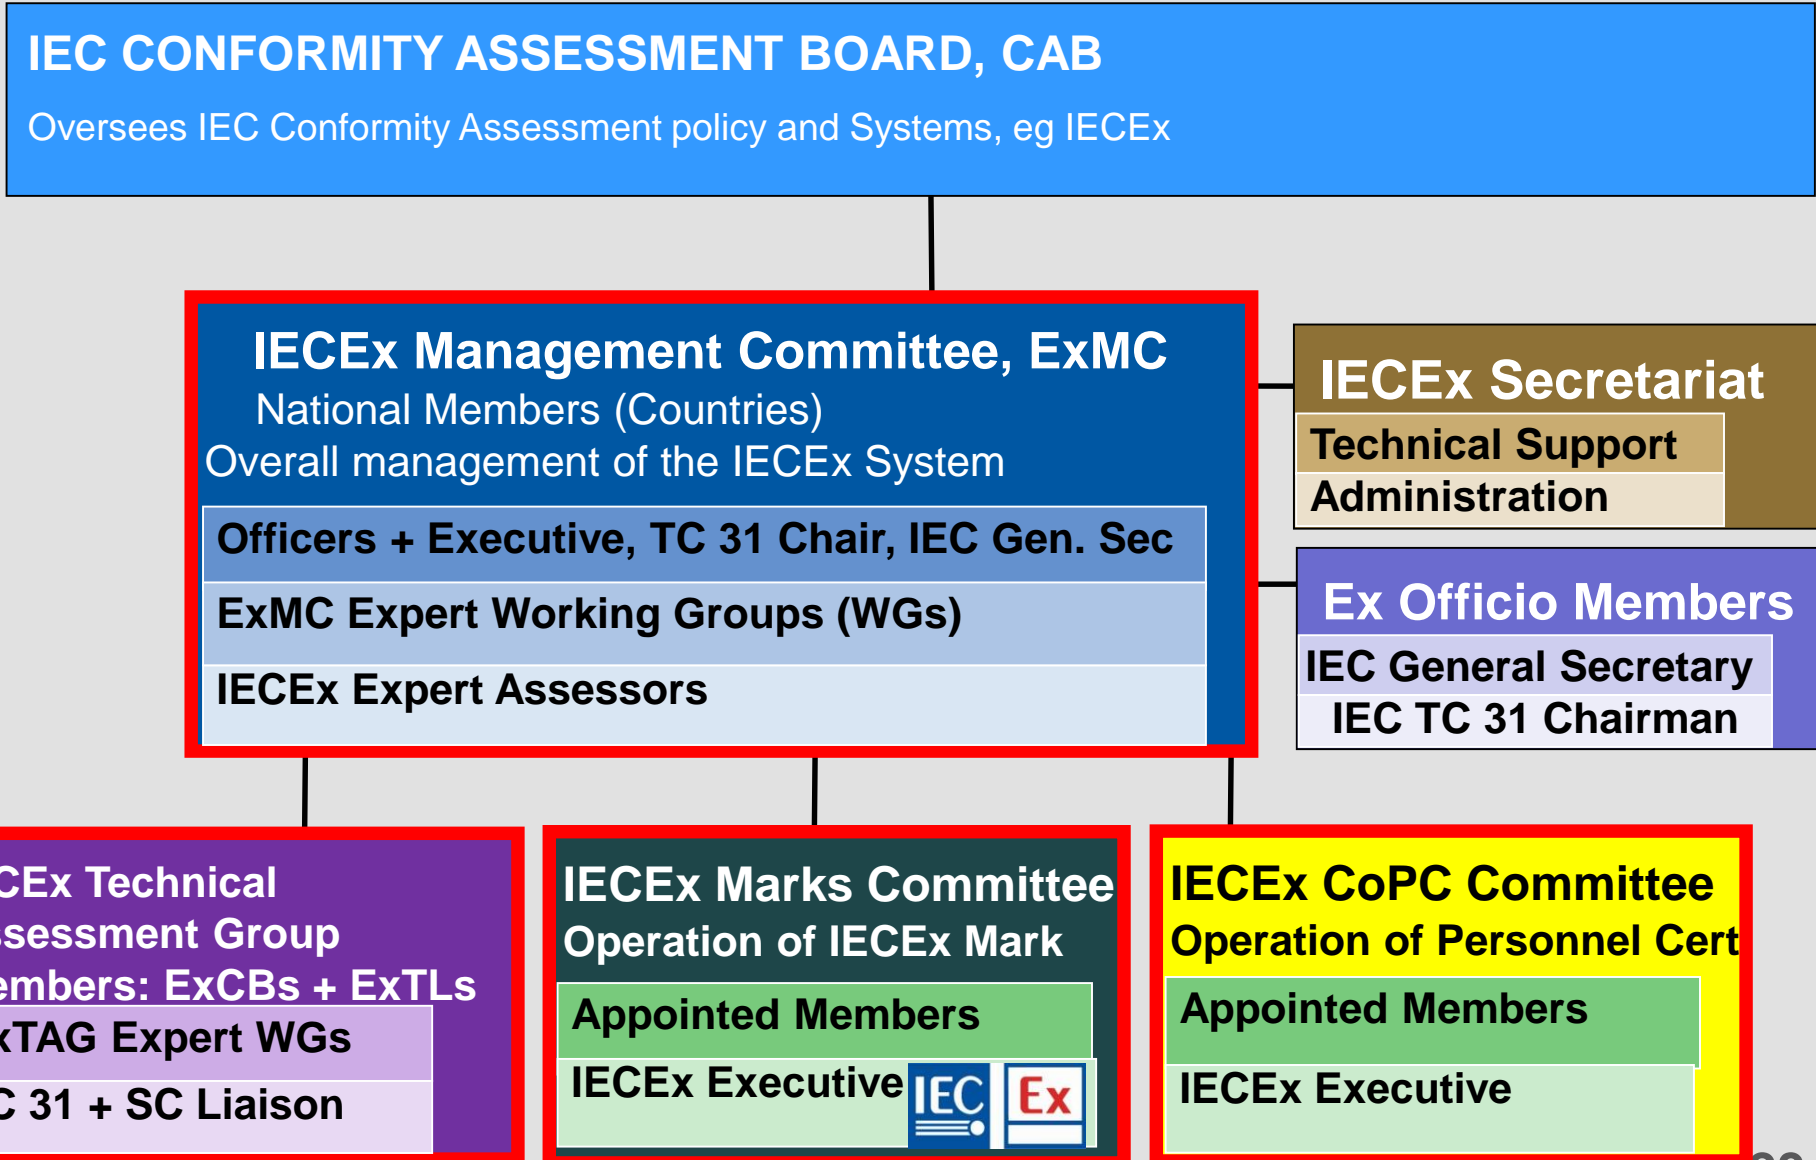 IEC CONFORMITY ASSESSMENT BOARD, CAB
Oversees IEC Conformity Assessment policy and Systems, eg IECEx
IECEx Management Committee, ExMC
National Members (Countries)
Overall management of the IECEx System
Officers + Executive, TC 31 Chair, IEC Gen. Sec
ExMC Expert Working Groups (WGs)
IECEx Expert Assessors
IECEx Secretariat
Technical Support
Administration
Ex Officio Members
IEC General Secretary
IEC TC 31 Chairman
CEx Technical
ssessment Group
embers: ExCBs + ExTLs
xTAG Expert WGs
C 31 + SC Liaison
IECEx Marks Committee
Operation of IECEx Mark
Appointed Members
IECEx Executive
IEC Ex
IECEx CoPC Committee
Operation of Personnel Cert
Appointed Members
IECEx Executive